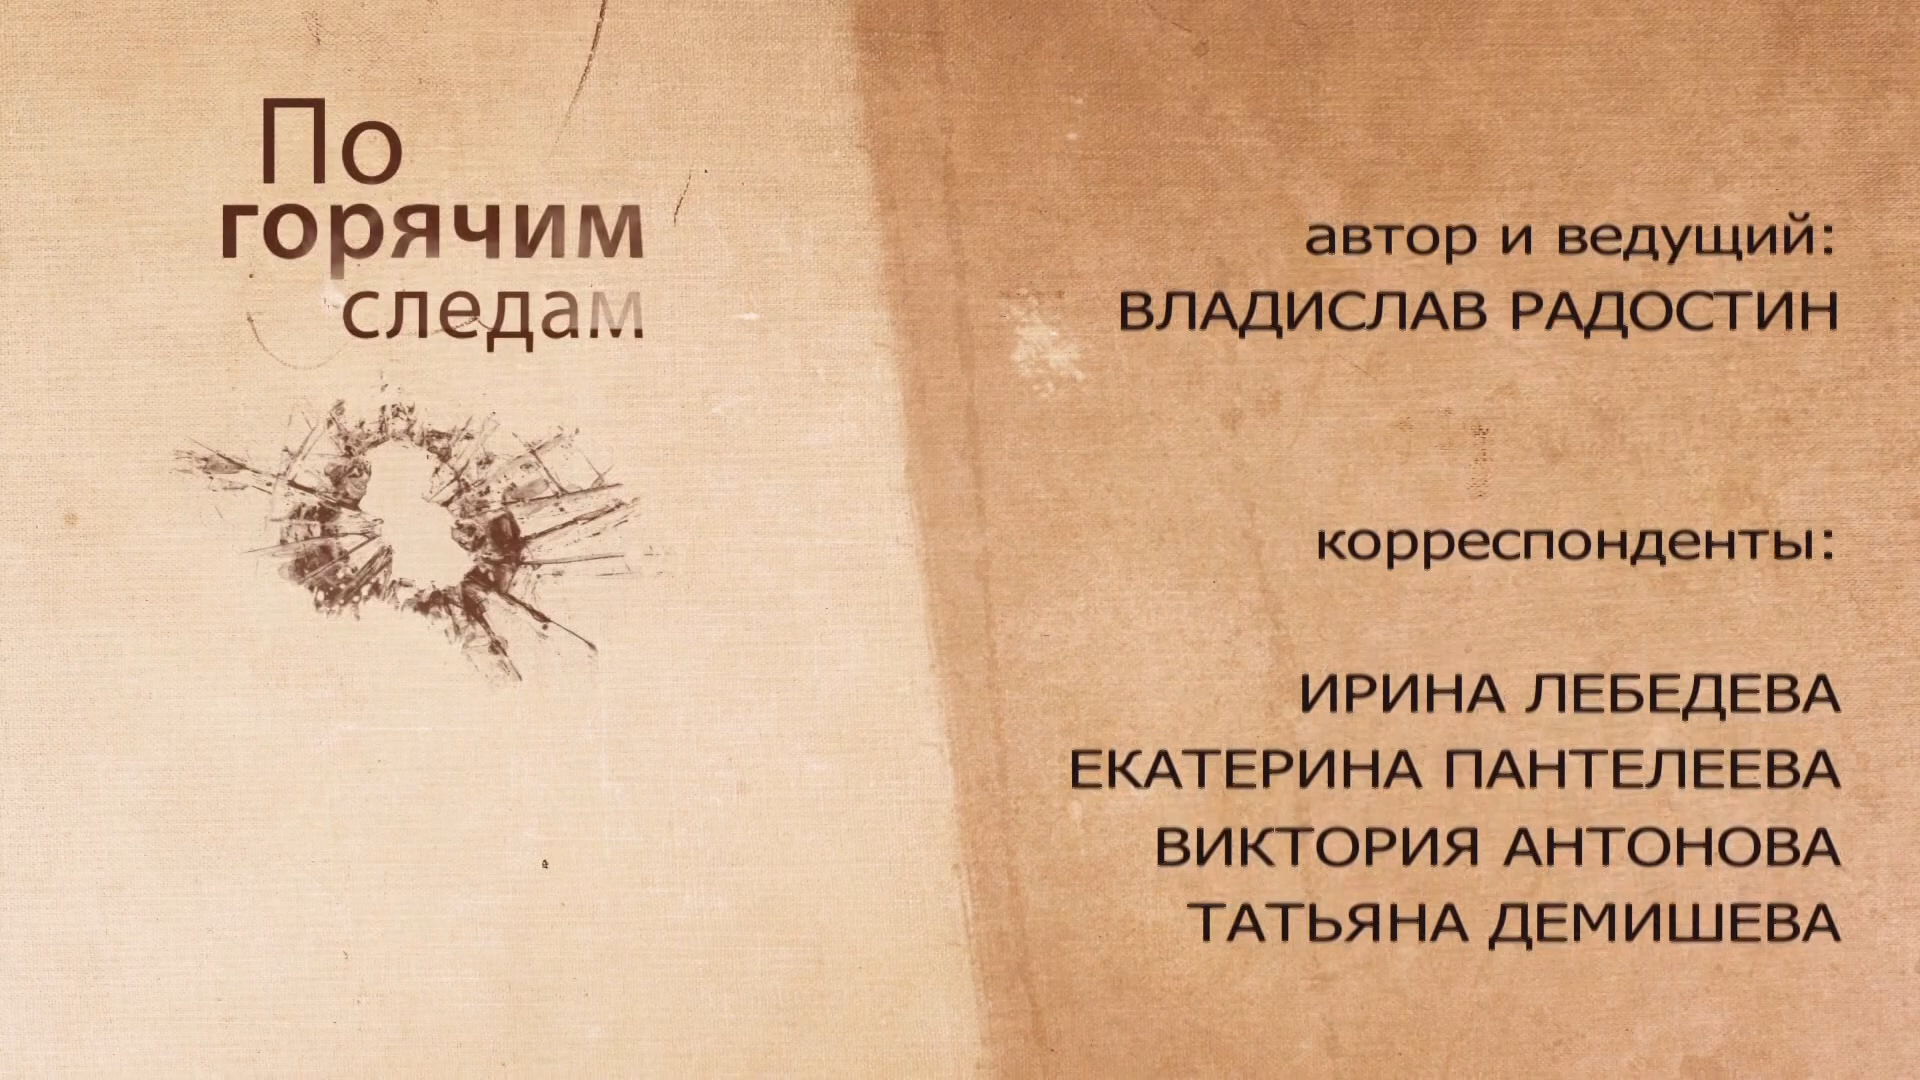 По
горячим
следам
автор и ведущий:
ВЛАДИСЛАВ РАДОСТИН
корреспонденты:
ИРИНА ЛЕБЕДЕВА
ЕКАТЕРИНА ПАНТЕЛЕЕВА
ВИКТОРИЯ АНТОНОВА
ТАТЬЯНА ДЕМИШЕВА